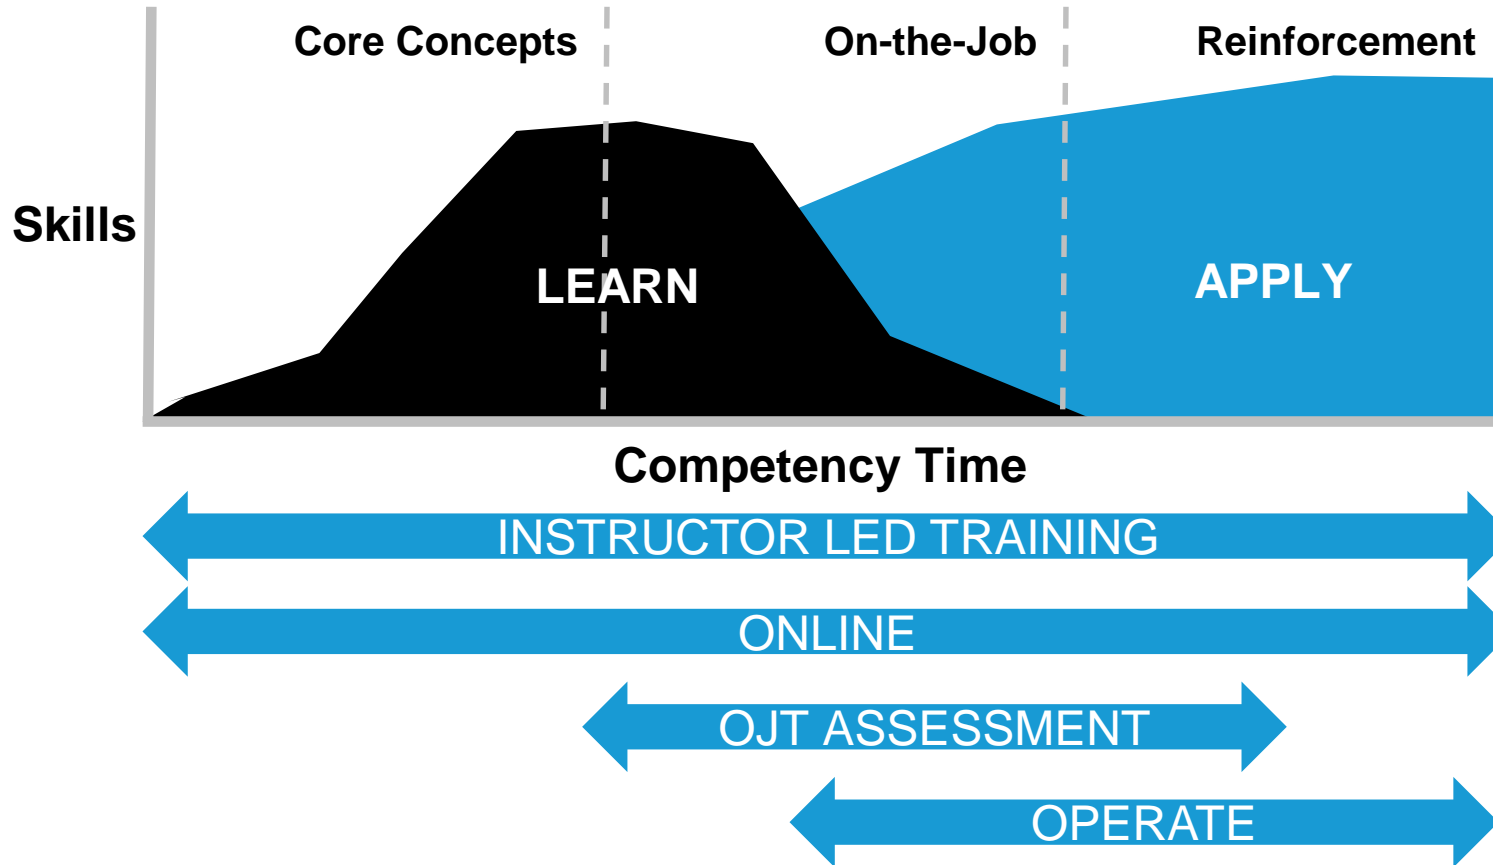 Core Concepts
On-the-Job
Reinforcement
Skills
LEARN
APPLY
Competency Time
INSTRUCTOR LED TRAINING
ONLINE
OJT ASSESSMENT
OPERATE